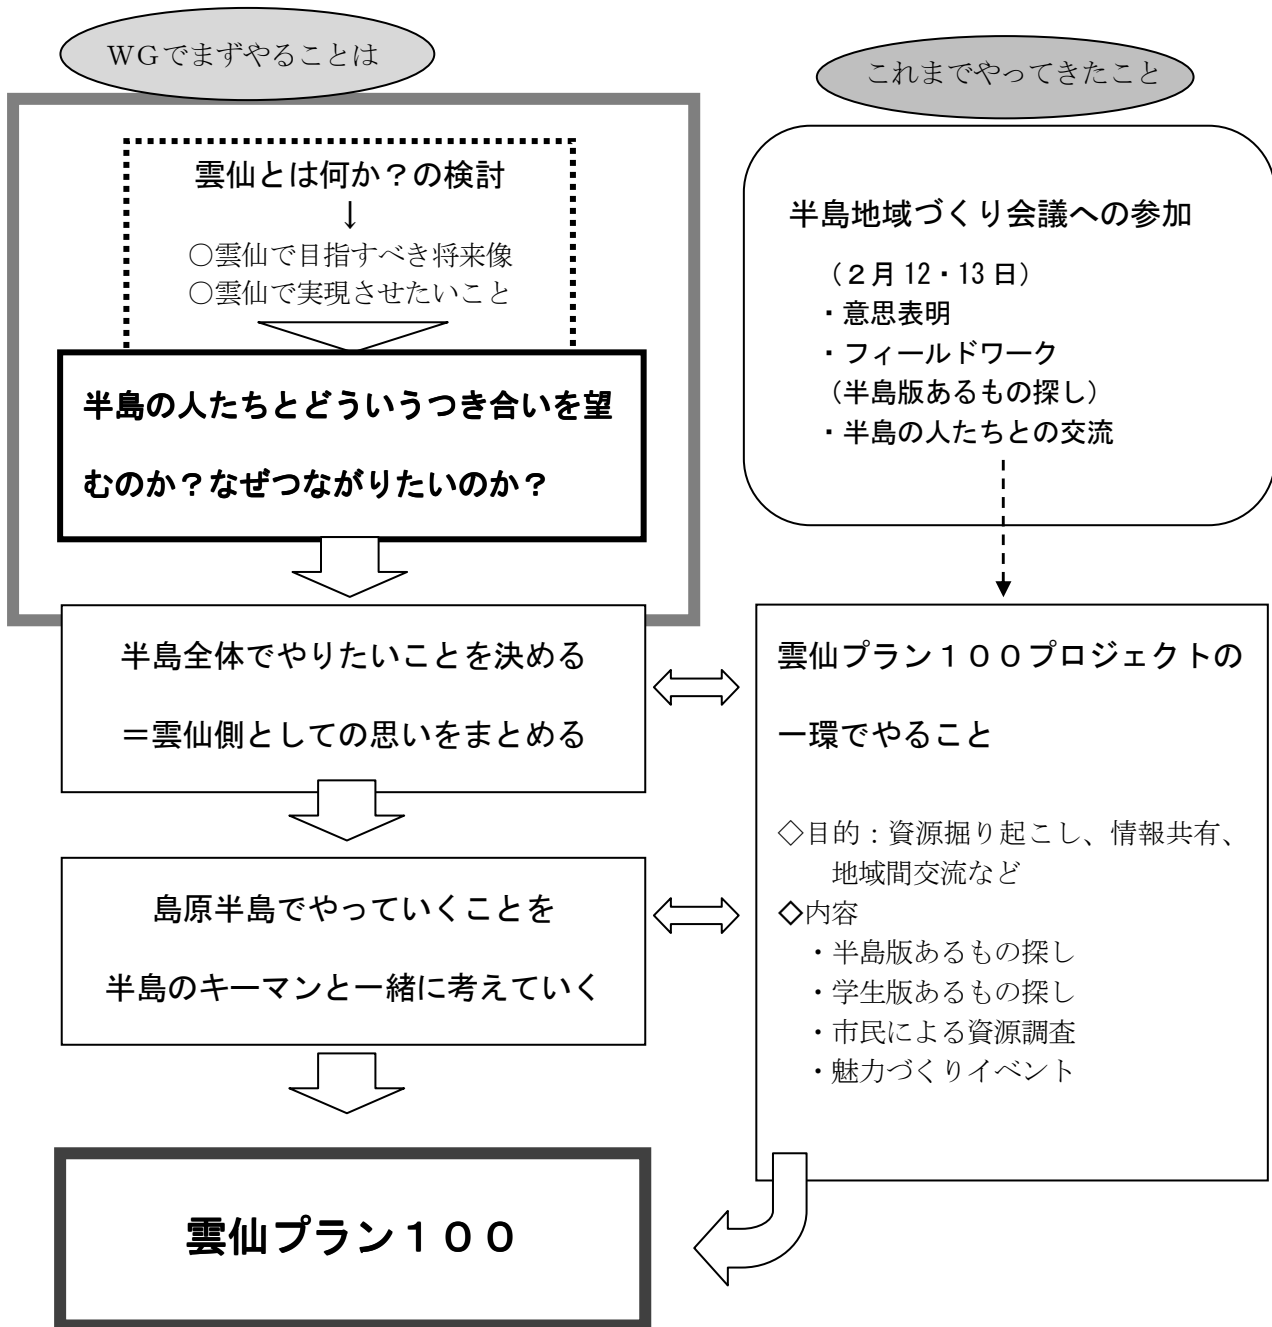 WGでまずやることは
雲仙とは何か？の検討
↓
○雲仙で目指すべき将来像
○雲仙で実現させたいこと
半島の人たちとどういうつき合いを望
むのか？なぜつながりたいのか？
半島全体でやりたいことを決める
＝雲仙側としての思いをまとめる
島原半島でやっていくことを
半島のキーマンと一緒に考えていく
雲仙プラン１００
これまでやってきたこと
半島地域づくり会議への参加
（２月12・13日）
・意思表明
・フィールドワーク
（半島版あるもの探し）
・半島の人たちとの交流
雲仙プラン１００プロジェクトの
一環でやること
◇目的：資源掘り起こし、情報共有、
地域間交流など
◇内容
・半島版あるもの探し
・学生版あるもの探し
・市民による資源調査
・魅力づくりイベント